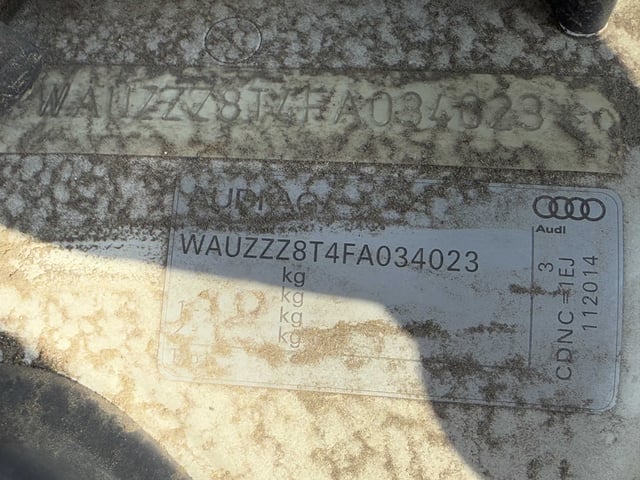 WAUZZZ8T4FA034023
AUDI AG
Audi
WAUZZZ8T4FA034023
kg
kg
kg
kg
3
CDNC=1EJ
112014